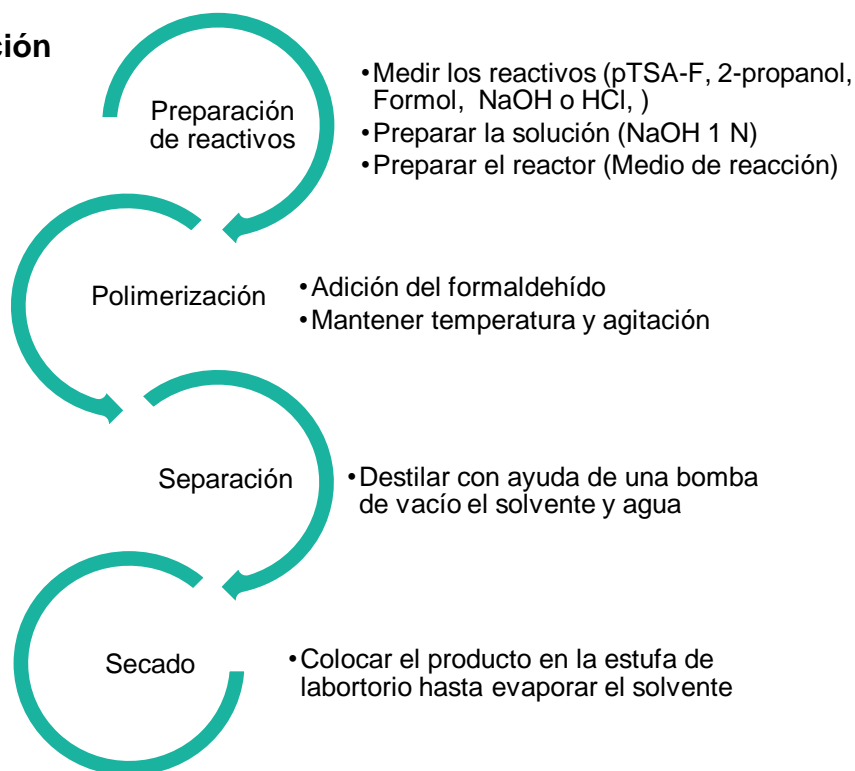 ción
Preparación
de reactivos
•Medir los reactivos (pTSA-F, 2-propanol,
Formol, NaOH o HCl, )
•Preparar la solución (NaOH 1 N)
•Preparar el reactor (Medio de reacción)
Polimerización
•Adición del formaldehído
•Mantener temperatura y agitación
Separación
•Destilar con ayuda de una bomba
de vacío el solvente y agua
Secado
•Colocar el producto en la estufa de
labortorio hasta evaporar el solvente